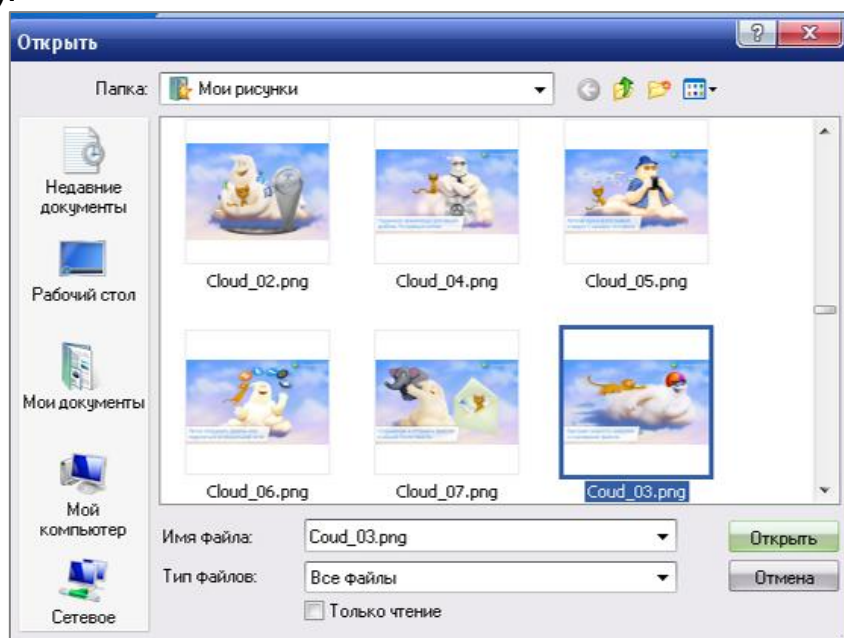 Открыть
Папка: Мои рисунки
Недавние
документы
Рабочий стол
Мои документы
Мой
компьютер
Сетевое
Cloud_02.png Cloud_04.png Cloud_05.png
Cloud_06.png Cloud_07.png Coud_03.png
Имя файла: Coud_03.png Открыть
Тип файлов: Все файлы Отмена
Только чтение